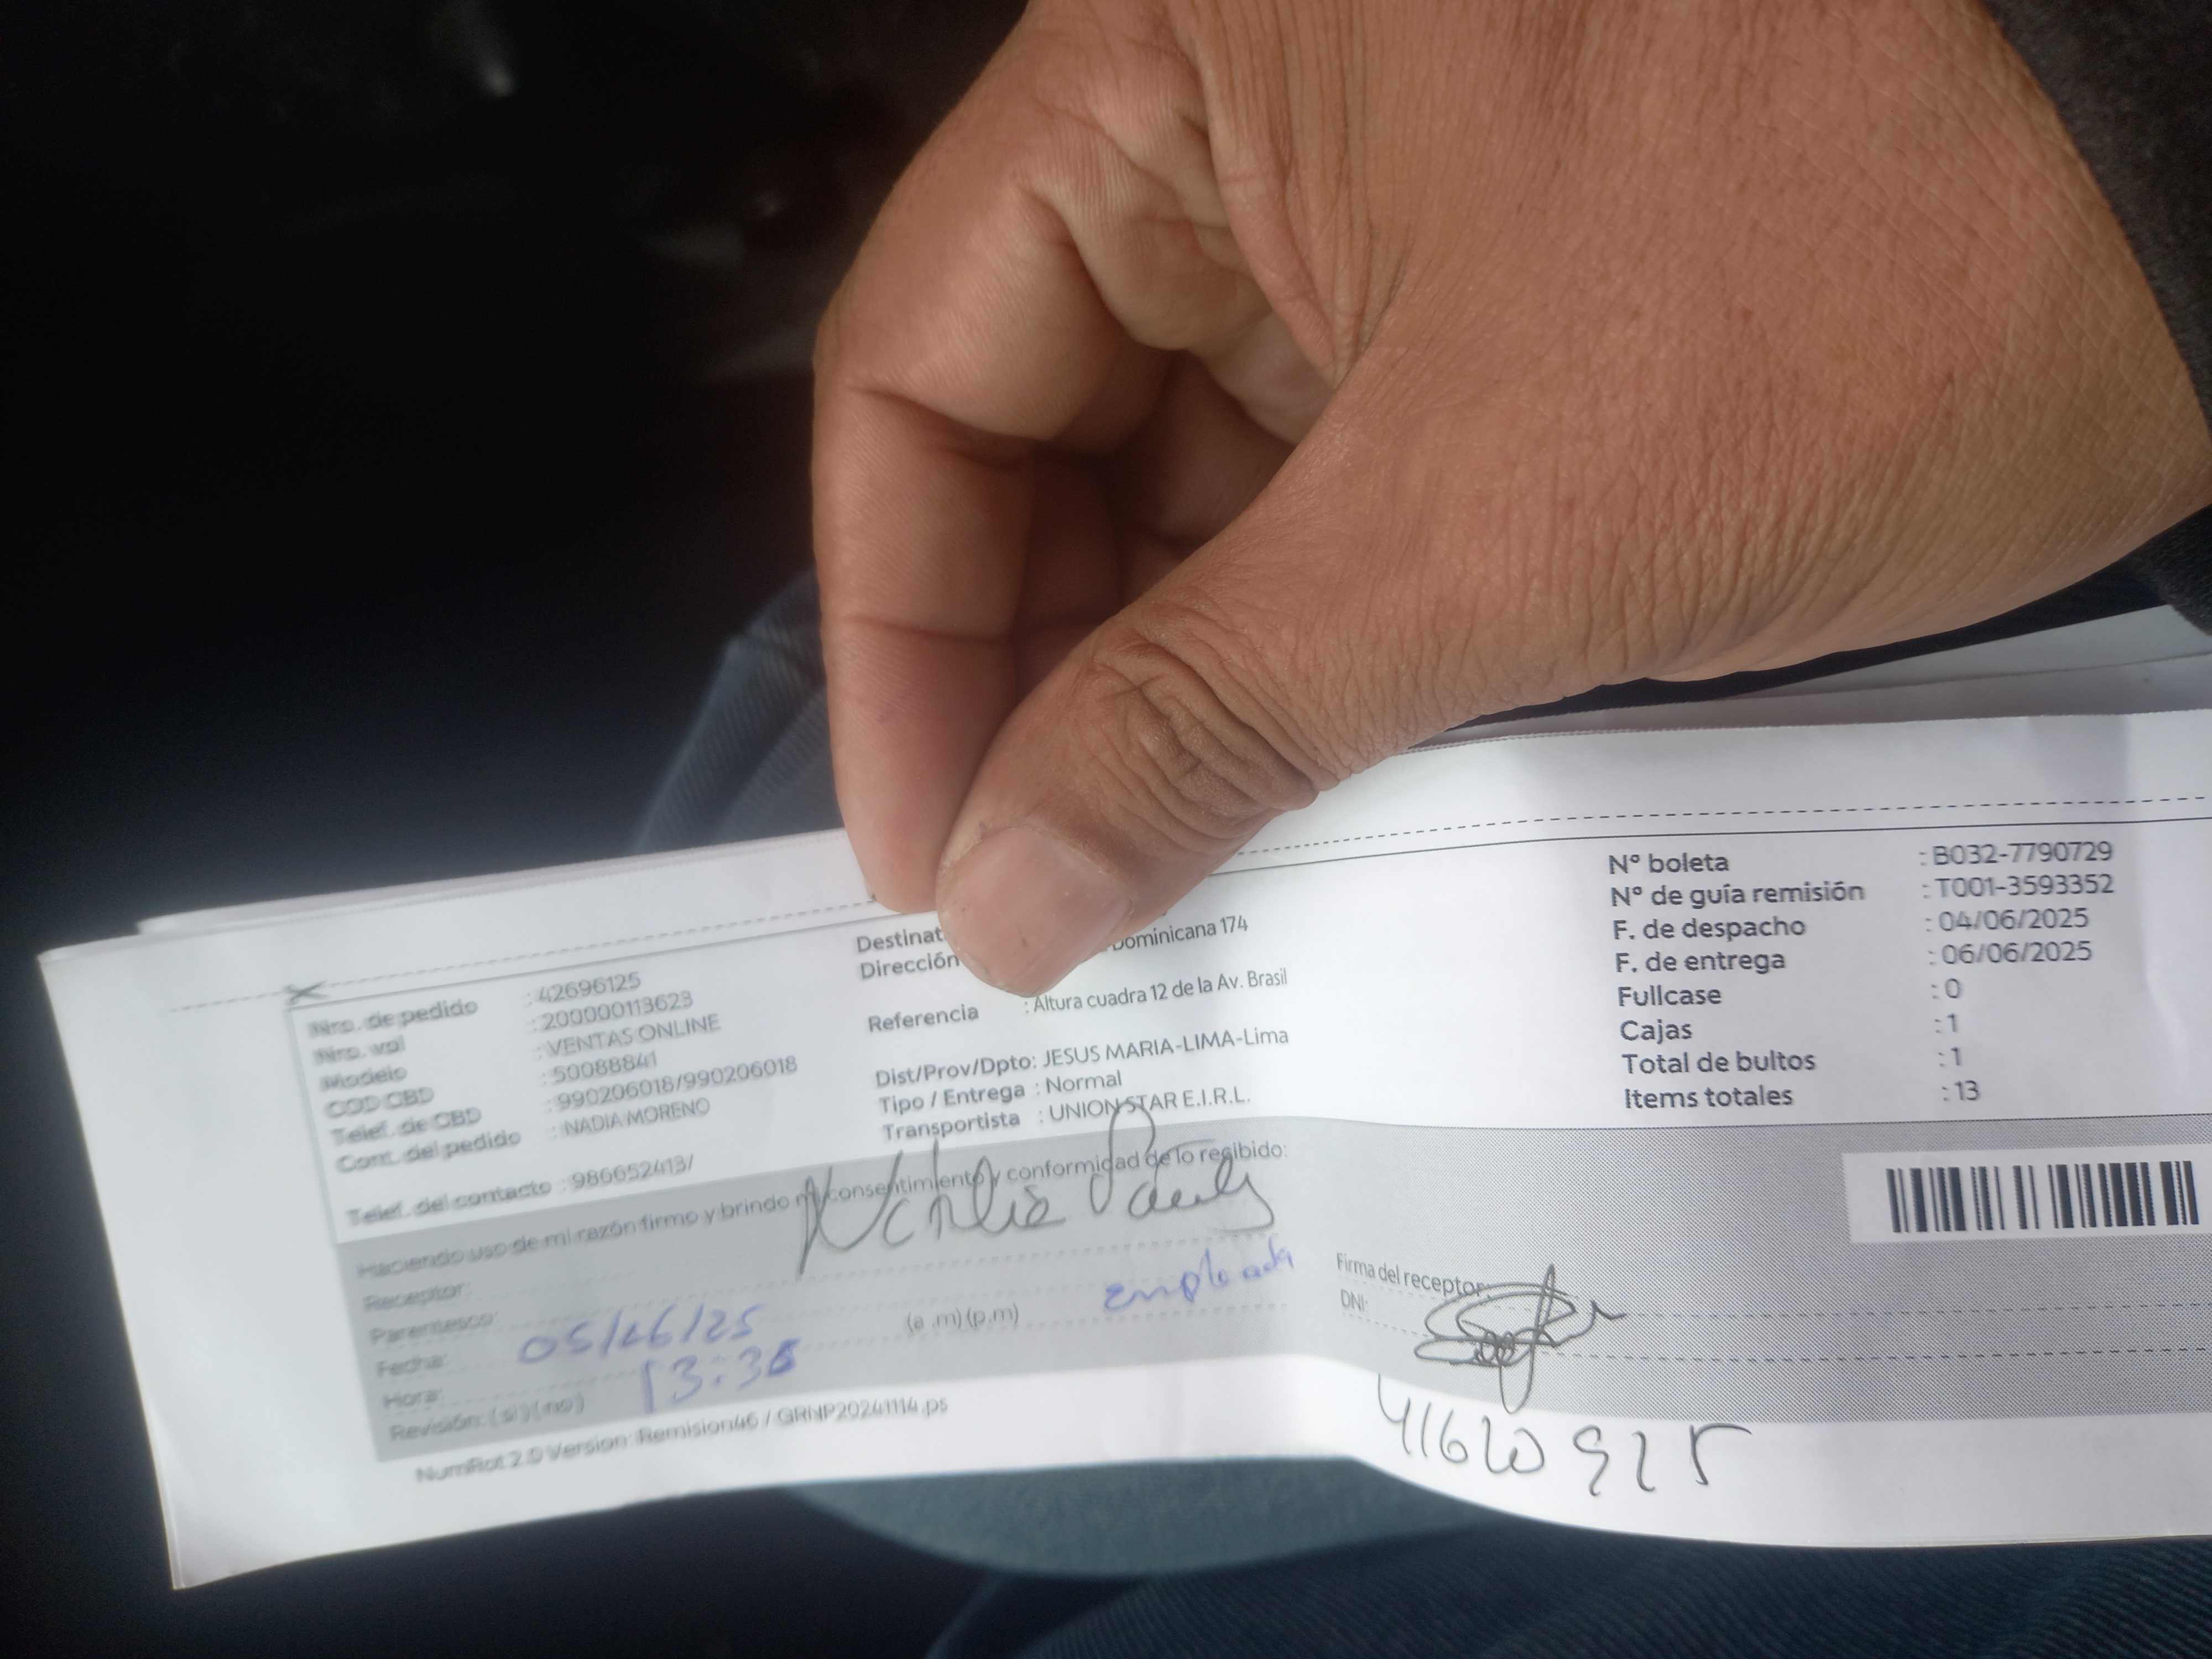 Nro. de pedido : 42696125
Nro. vol : 200000113623
Modelo : VENTAS ONLINE
COD CBD : 50088841
Telef. de CBD : 990206018/990206018
Cont. del pedido : NADIA MORENO
Telef. del contacto : 986652413/
Destinat
Dirección Dominicana 174
Referencia : Altura cuadra 12 de la Av. Brasil
Dist/Prov/Dpto: JESUS MARIA-LIMA-Lima
Tipo / Entrega : Normal
Transportista : UNION STAR E.I.R.L.
N° boleta : B032-7790729
N° de guía remisión : T001-3593352
F. de despacho : 04/06/2025
F. de entrega : 06/06/2025
Fullcase : 0
Cajas : 1
Total de bultos : 1
Items totales : 13
Haciendo uso de mi razón firmo y brindo mi consentimiento y conformidad de lo recibido:
Receptor:
Parentesco:
Fecha: 05/06/25 (a .m) (p.m)
Hora: 13:36
Revisión: ( si ) ( no )
Firma del receptor:
DNI:
41620925
NumRot 2.0 Version: Remision46 / GRNP20241114.ps